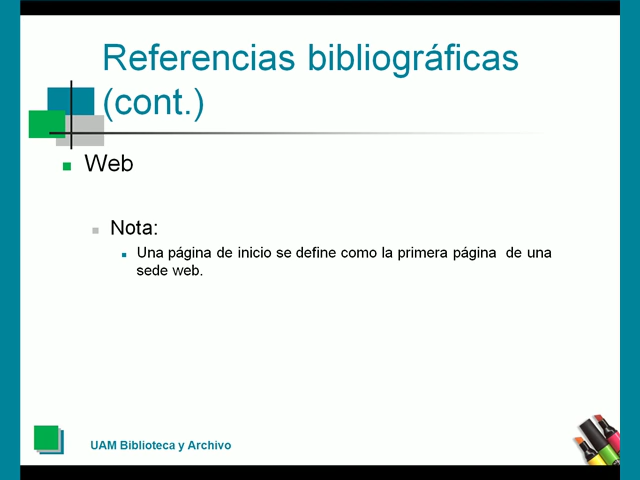 Referencias bibliográficas
(cont.)
Web
Nota:
Una página de inicio se define como la primera página de una
sede web.
UAM Biblioteca y Archivo